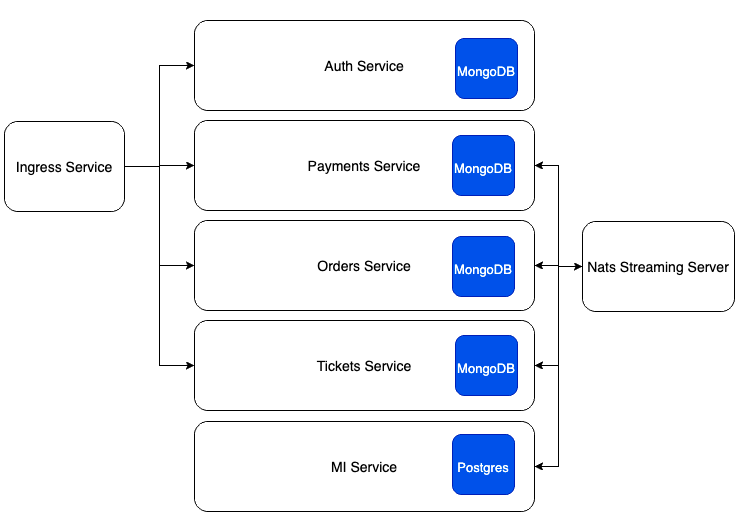 Auth Service
MongoDB
Ingress Service
Payments Service
MongoDB
Orders Service
MongoDB
Nats Streaming Server
Tickets Service
MongoDB
MI Service
Postgres